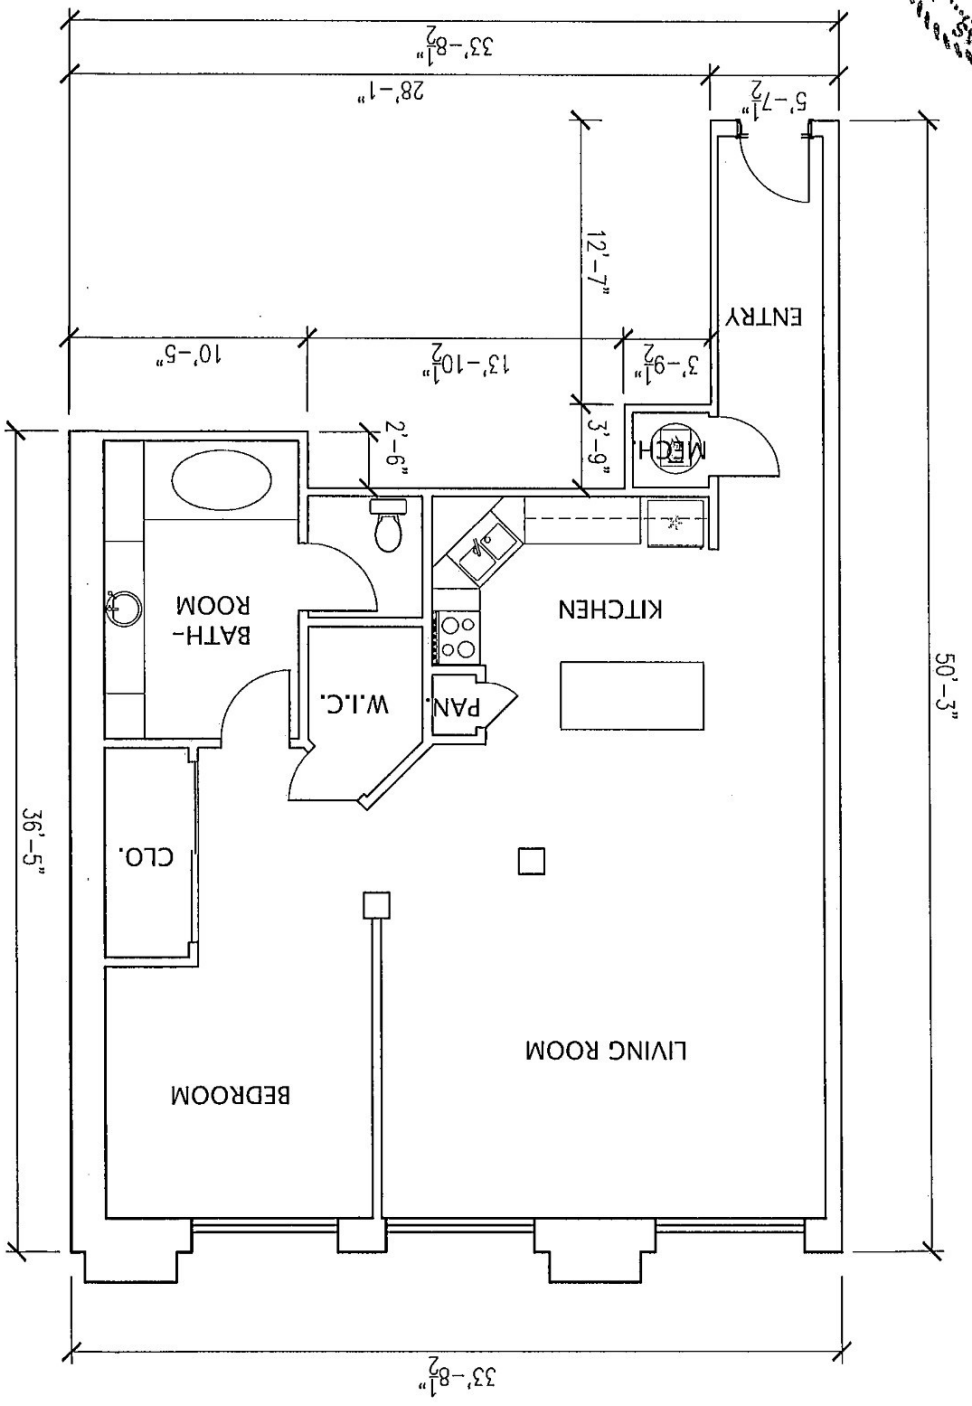 33'-8½"
BEDROOM
LIVING ROOM
CLO.
36'-5"
PAN.
W.I.C.
50'-3"
BATH-
ROOM
KITCHEN
MECH.
3'-9"
2'-6"
3'-9½"
13'-10½"
10'-5"
ENTRY
12'-7"
5'-7½"
28'-1"
33'-8½"